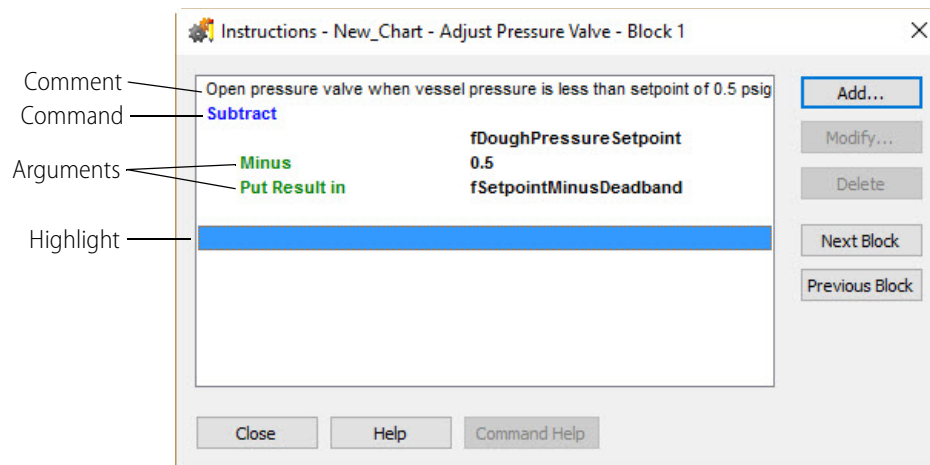 Instructions - New_Chart - Adjust Pressure Valve - Block 1
Comment
Open pressure valve when vessel pressure is less than setpoint of 0.5 psig
Add...
Command
Subtract
fDoughPressureSetpoint
Modify...
Arguments
Minus 0.5
Put Result in fSetpointMinusDeadband
Delete
Highlight
Next Block
Previous Block
Close Help Command Help